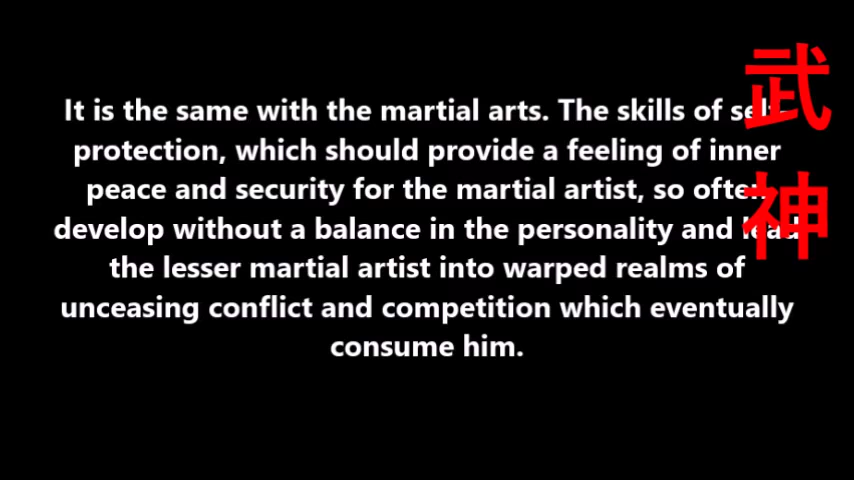 It is the same with the martial arts. The skills of self-
protection, which should provide a feeling of inner
peace and security for the martial artist, so often
develop without a balance in the personality and lead
the lesser martial artist into warped realms of
unceasing conflict and competition which eventually
consume him.
武
神